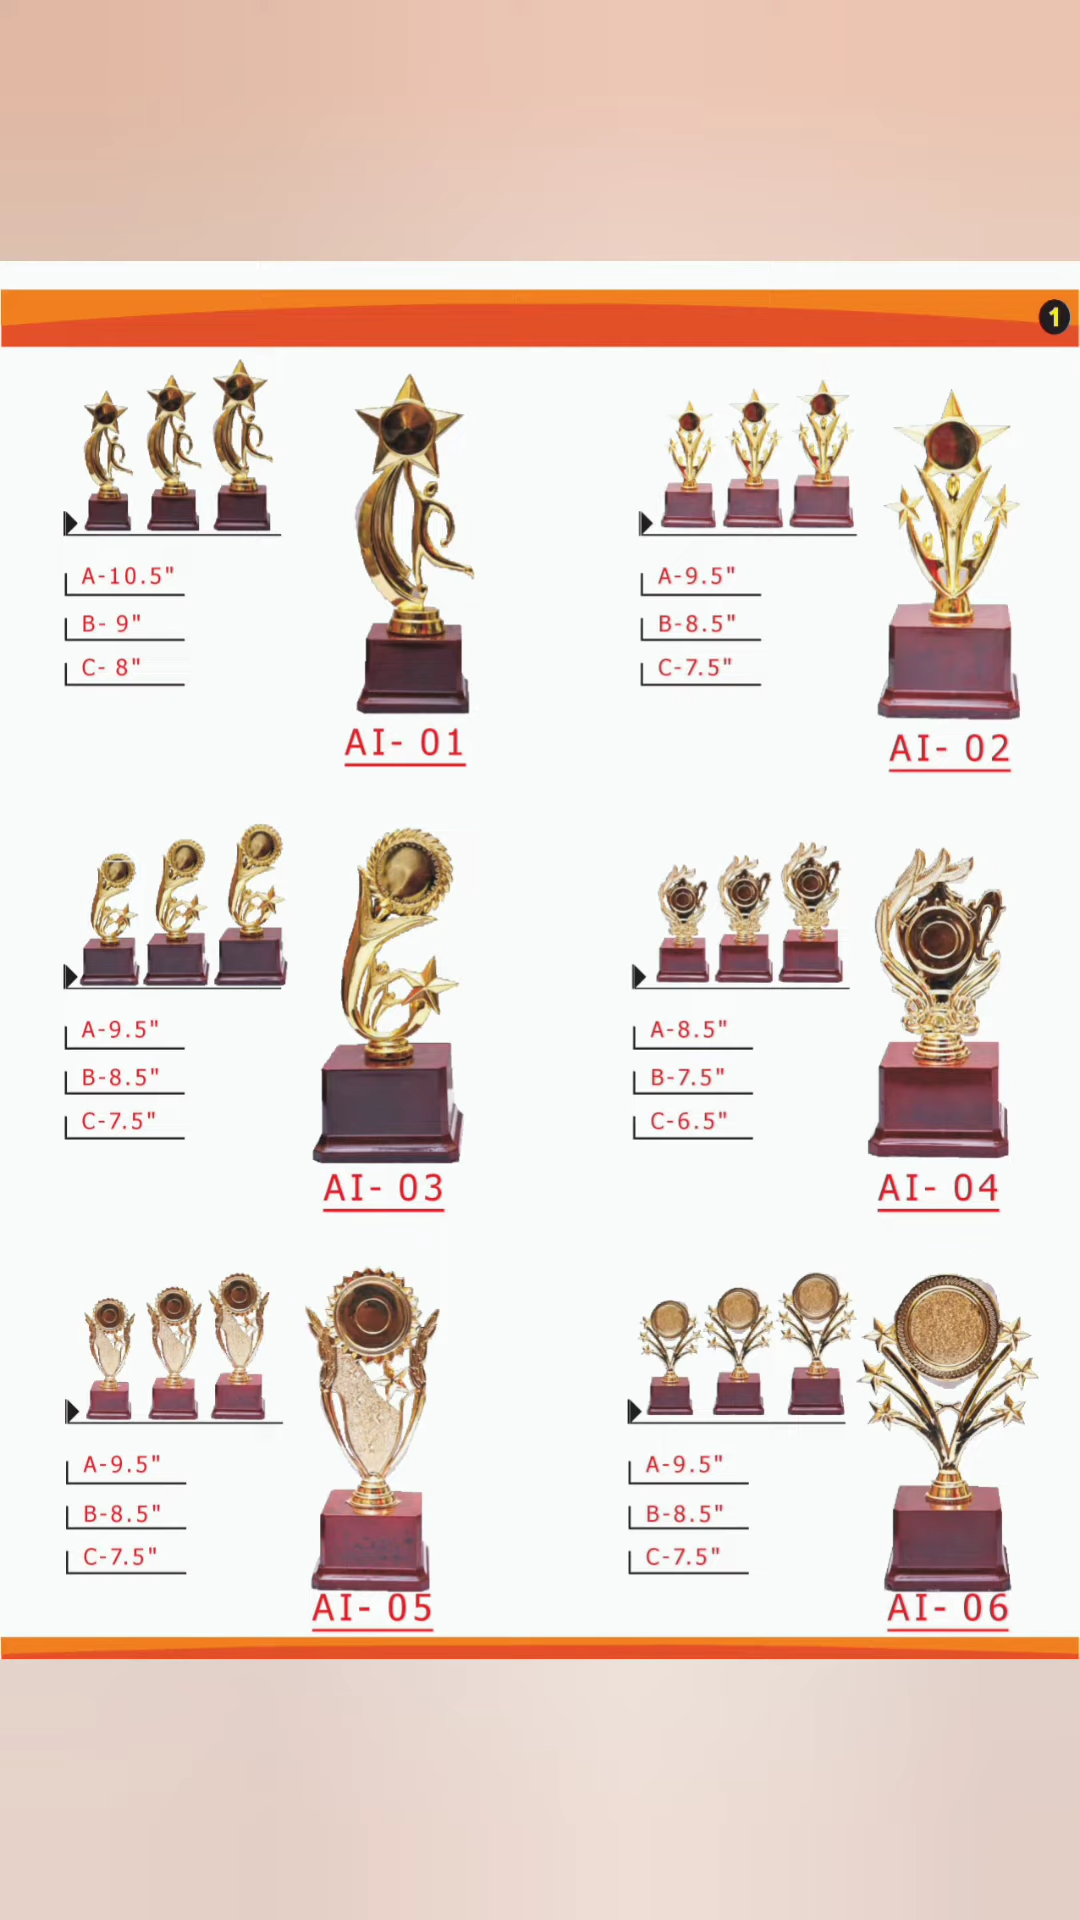 1
A-10.5"
B- 9"
C- 8"
AI- 01
A-9.5"
B-8.5"
C-7.5"
AI- 02
A-9.5"
B-8.5"
C-7.5"
AI- 03
A-8.5"
B-7.5"
C-6.5"
AI- 04
A-9.5"
B-8.5"
C-7.5"
AI- 05
A-9.5"
B-8.5"
C-7.5"
AI- 06